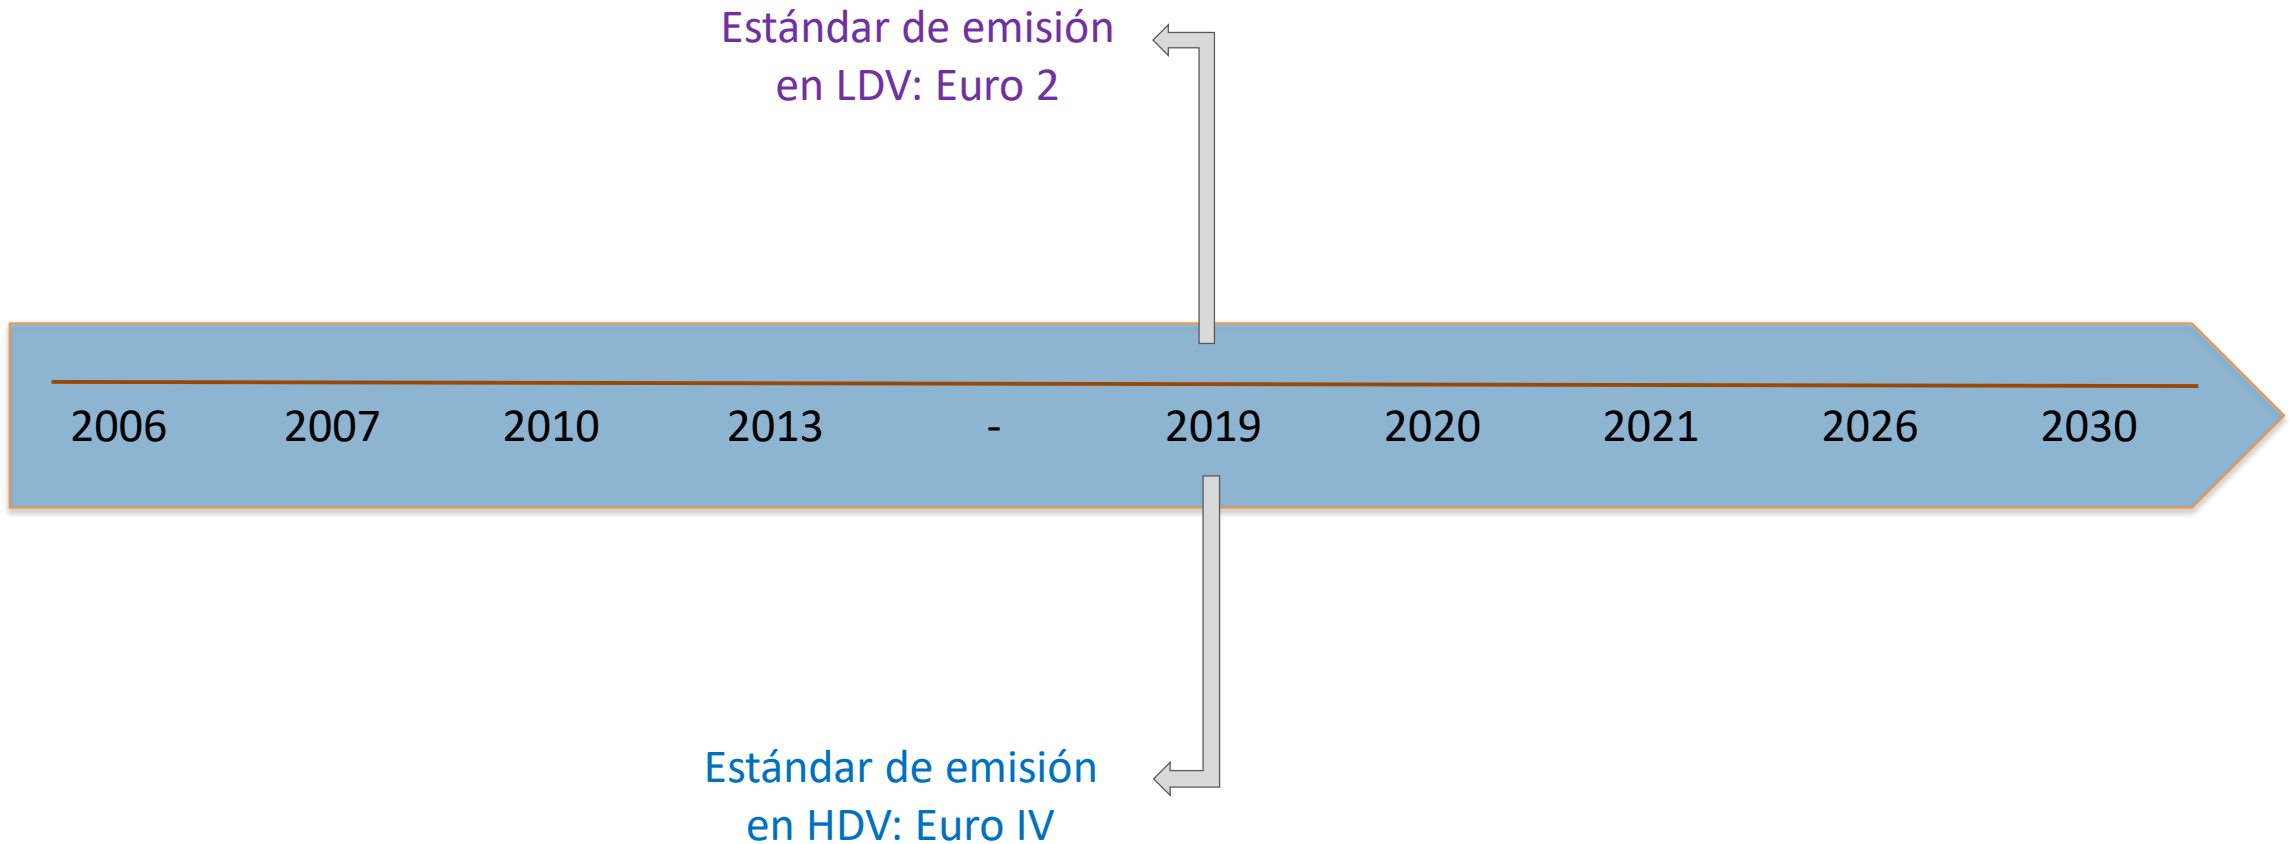 Estándar de emisión
en LDV: Euro 2
2006 2007 2010 2013 - 2019 2020 2021 2026 2030
Estándar de emisión
en HDV: Euro IV